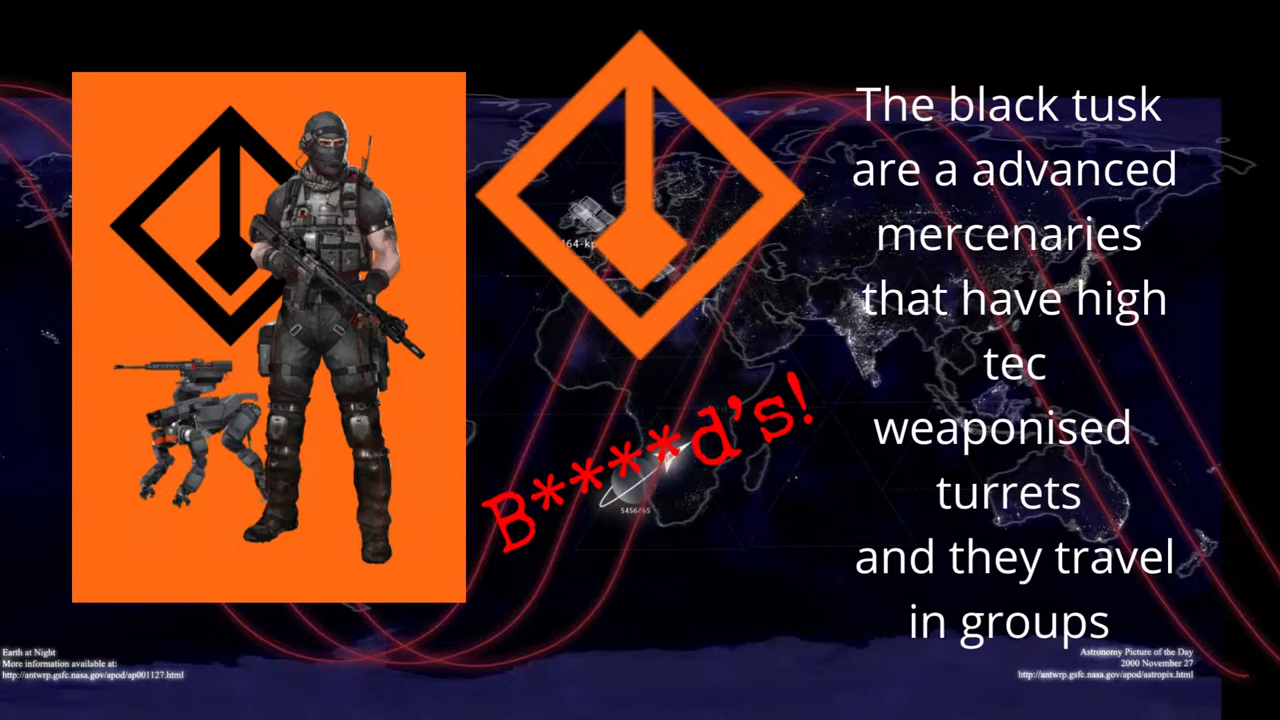 The black tusk
are a advanced
mercenaries
that have high
tec
weaponised
turrets
and they travel
in groups
B****d's!
Earth at Night
More information available at:
http://antwrp.gsfc.nasa.gov/apod/ap001127.html
Astronomy Picture of the Day
2000 November 27
http://antwrp.gsfc.nasa.gov/apod/astropix.html